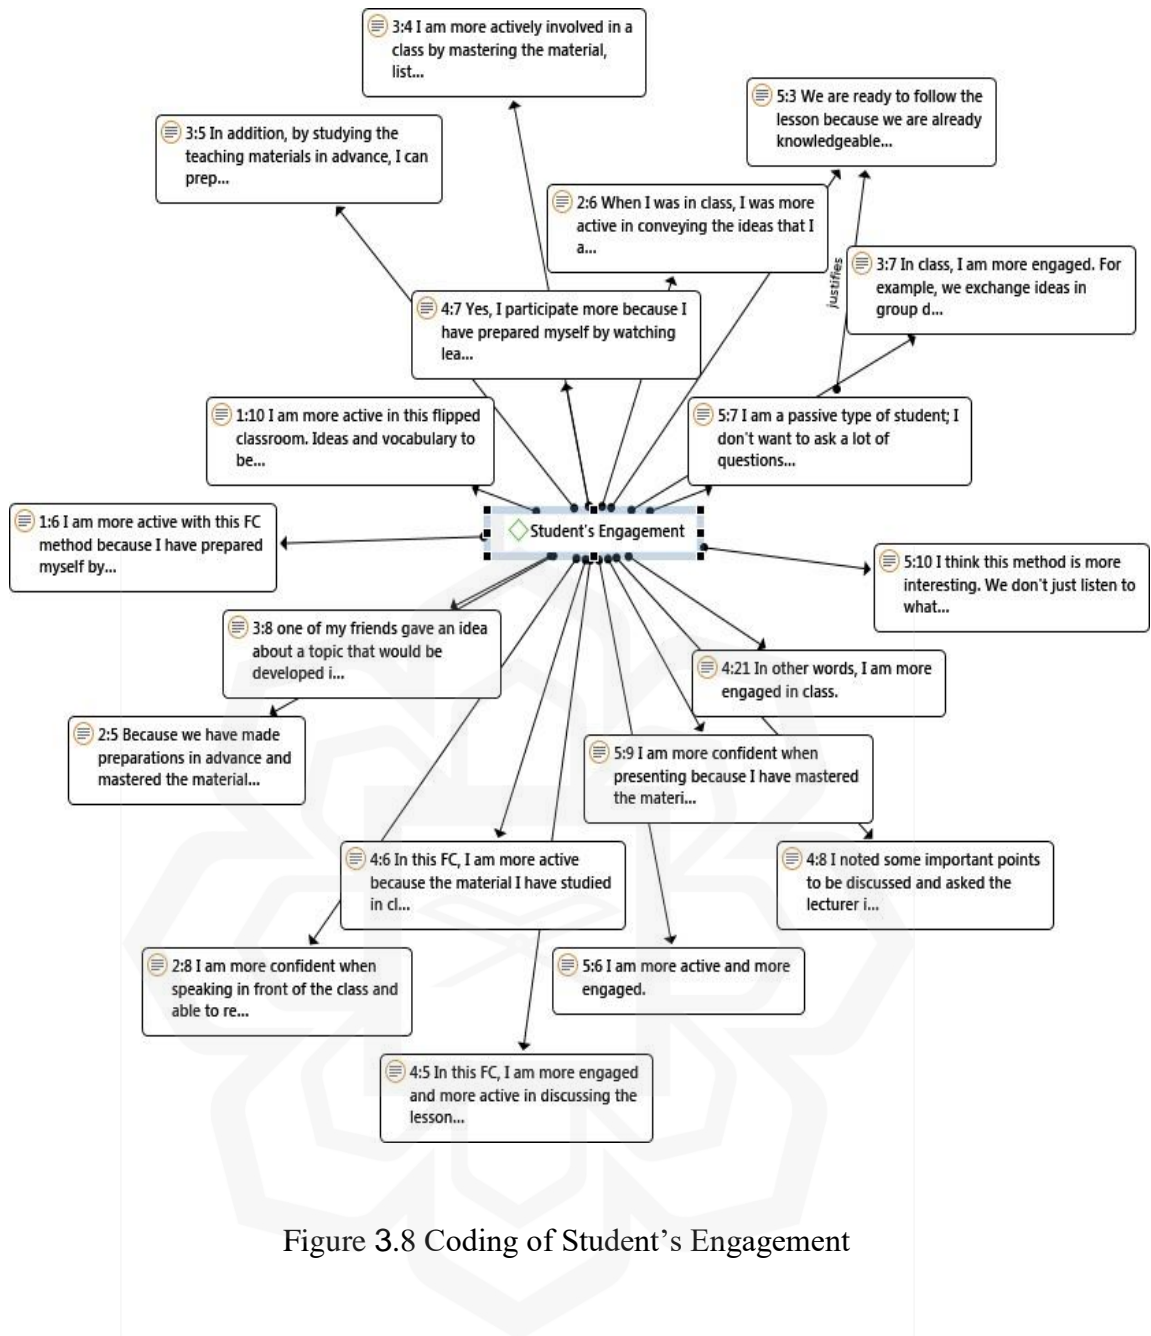 3:4 I am more actively involved in a
class by mastering the material,
list...
5:3 We are ready to follow the
lesson because we are already
knowledgeable...
3:5 In addition, by studying the
teaching materials in advance, I can
prep...
2:6 When I was in class, I was more
active in conveying the ideas that I
a...
justifies
3:7 In class, I am more engaged. For
example, we exchange ideas in
group d...
4:7 Yes, I participate more because I
have prepared myself by watching
lea...
1:10 I am more active in this flipped
classroom. Ideas and vocabulary to
be...
5:7 I am a passive type of student; I
don't want to ask a lot of
questions...
1:6 I am more active with this FC
method because I have prepared
myself by...
Student's Engagement
5:10 I think this method is more
interesting. We don't just listen to
what...
3:8 one of my friends gave an idea
about a topic that would be
developed i...
4:21 In other words, I am more
engaged in class.
2:5 Because we have made
preparations in advance and
mastered the material...
5:9 I am more confident when
presenting because I have mastered
the materi...
4:6 In this FC, I am more active
because the material I have studied
in cl...
4:8 I noted some important points
to be discussed and asked the
lecturer i...
2:8 I am more confident when
speaking in front of the class and
able to re...
5:6 I am more active and more
engaged.
4:5 In this FC, I am more engaged
and more active in discussing the
lesson...
Figure 3.8 Coding of Student’s Engagement